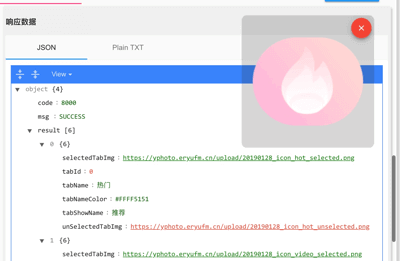 响应数据
JSON Plain TXT
View
object {4}
code : 8000
msg : SUCCESS
result [6]
0 {6}
selectedTabImg : https://yphoto.eryufm.cn/upload/20190128_icon_hot_selected.png
tabId : 0
tabName : 热门
tabNameColor : #FFFF5151
tabShowName : 推荐
unSelectedTabImg : https://yphoto.eryufm.cn/upload/20190128_icon_hot_unselected.png
1 {6}
selectedTabImg : https://yphoto.eryufm.cn/upload/20190128_icon_video_selected.png